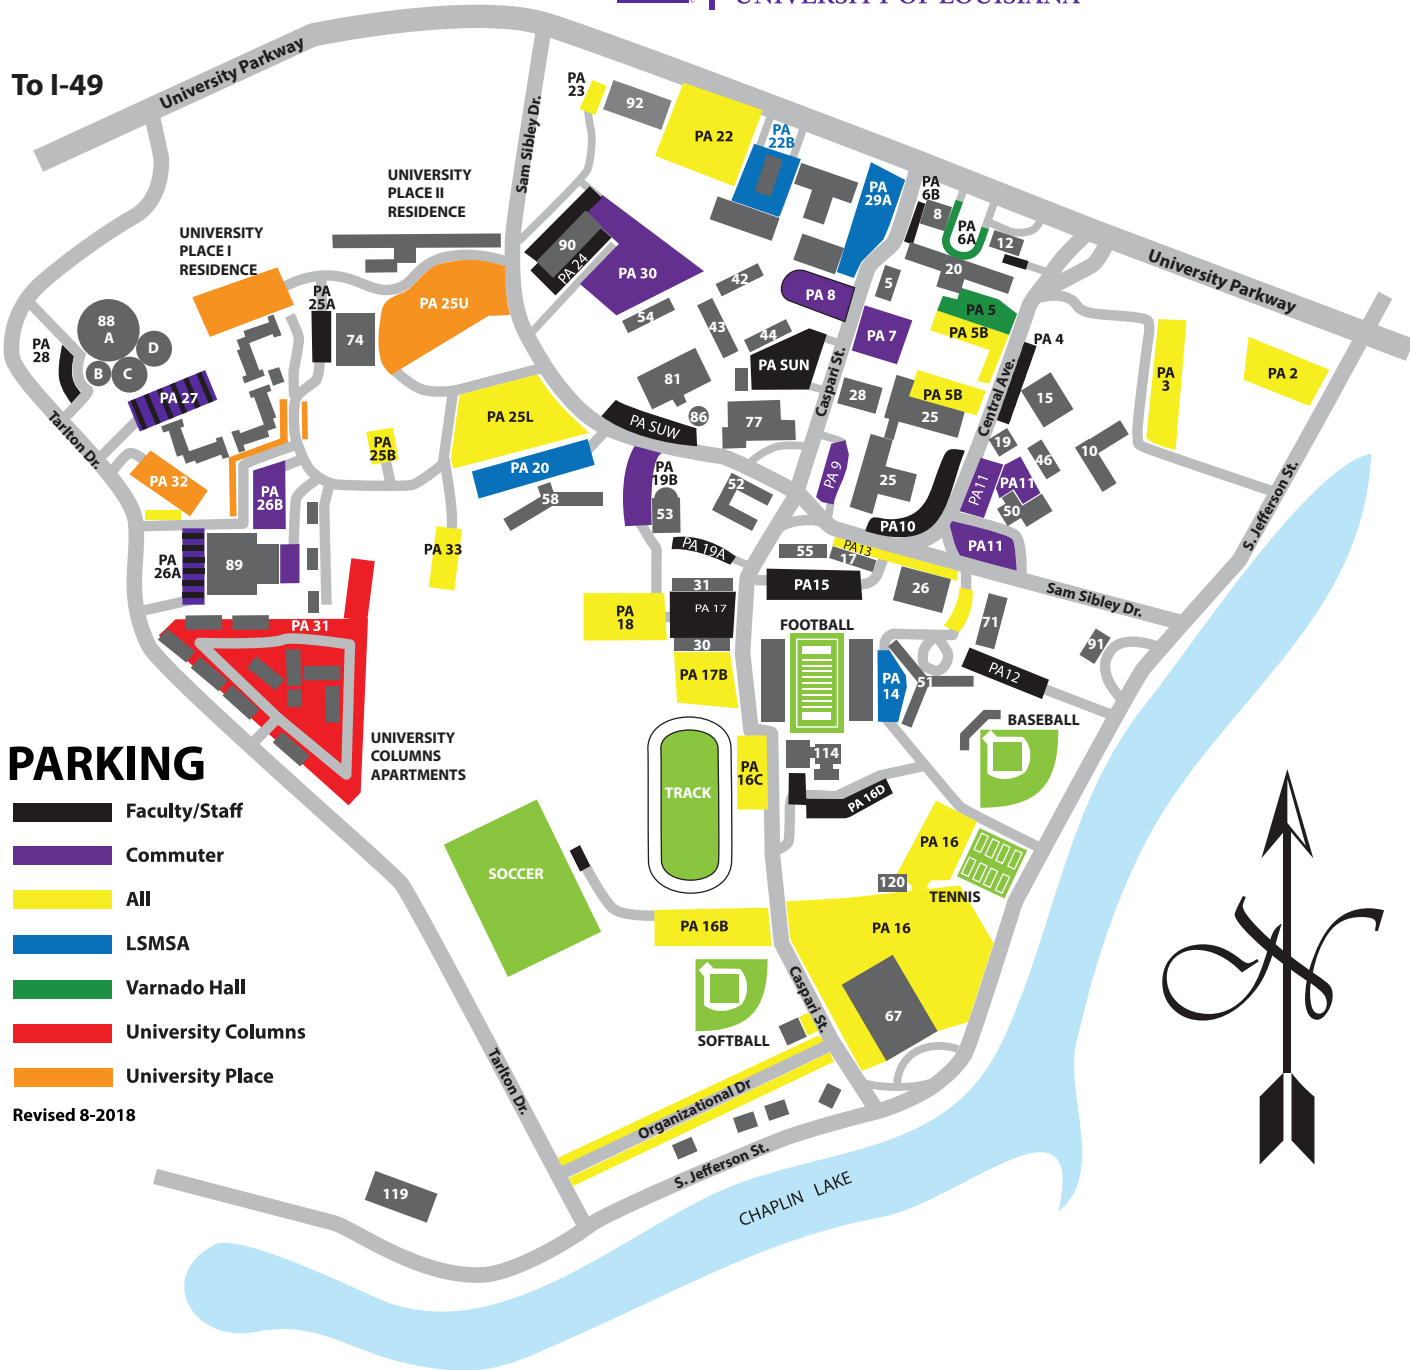 UNIVERSITY OF LOUISIANA
To I-49
University Parkway
Sam Sibley Dr.
PA
23
92
PA 22
PA
22B
PA
29A
PA
6B
8
PA
6A
12
20
University Parkway
UNIVERSITY
PLACE II
RESIDENCE
UNIVERSITY
PLACE I
RESIDENCE
90
PA 24
PA 30
42
PA 8
5
PA 5
PA 5B
PA 4
PA
25A
PA 25U
74
54
43
44
PA 7
PA SUN
Caspari St.
Central Ave.
PA
3
PA 2
88
A
B
C
D
PA
28
PA 27
Tarlton Dr.
81
86
77
28
PA 5B
25
15
19
46
10
PA 25L
PA SUW
PA
25B
PA 20
58
PA
19B
53
52
PA 9
25
PA10
PA11
PA11
50
PA11
S. Jefferson St.
PA 32
PA
26B
PA
26A
89
PA 33
PA 19A
55
PA13
17
PA15
26
Sam Sibley Dr.
31
PA 17
30
PA
18
PA 17B
FOOTBALL
71
91
PA12
PA
14
51
PA 31
UNIVERSITY
COLUMNS
APARTMENTS
BASEBALL
PA
16C
114
PA 16D
TRACK
SOCCER
PA 16
120
TENNIS
PA 16B
PA 16
67
Caspari St.
SOFTBALL
PARKING
Faculty/Staff
Commuter
All
LSMSA
Varnado Hall
University Columns
University Place
Revised 8-2018
N
Tarlton Dr.
Organizational Dr
S. Jefferson St.
CHAPLIN LAKE
119